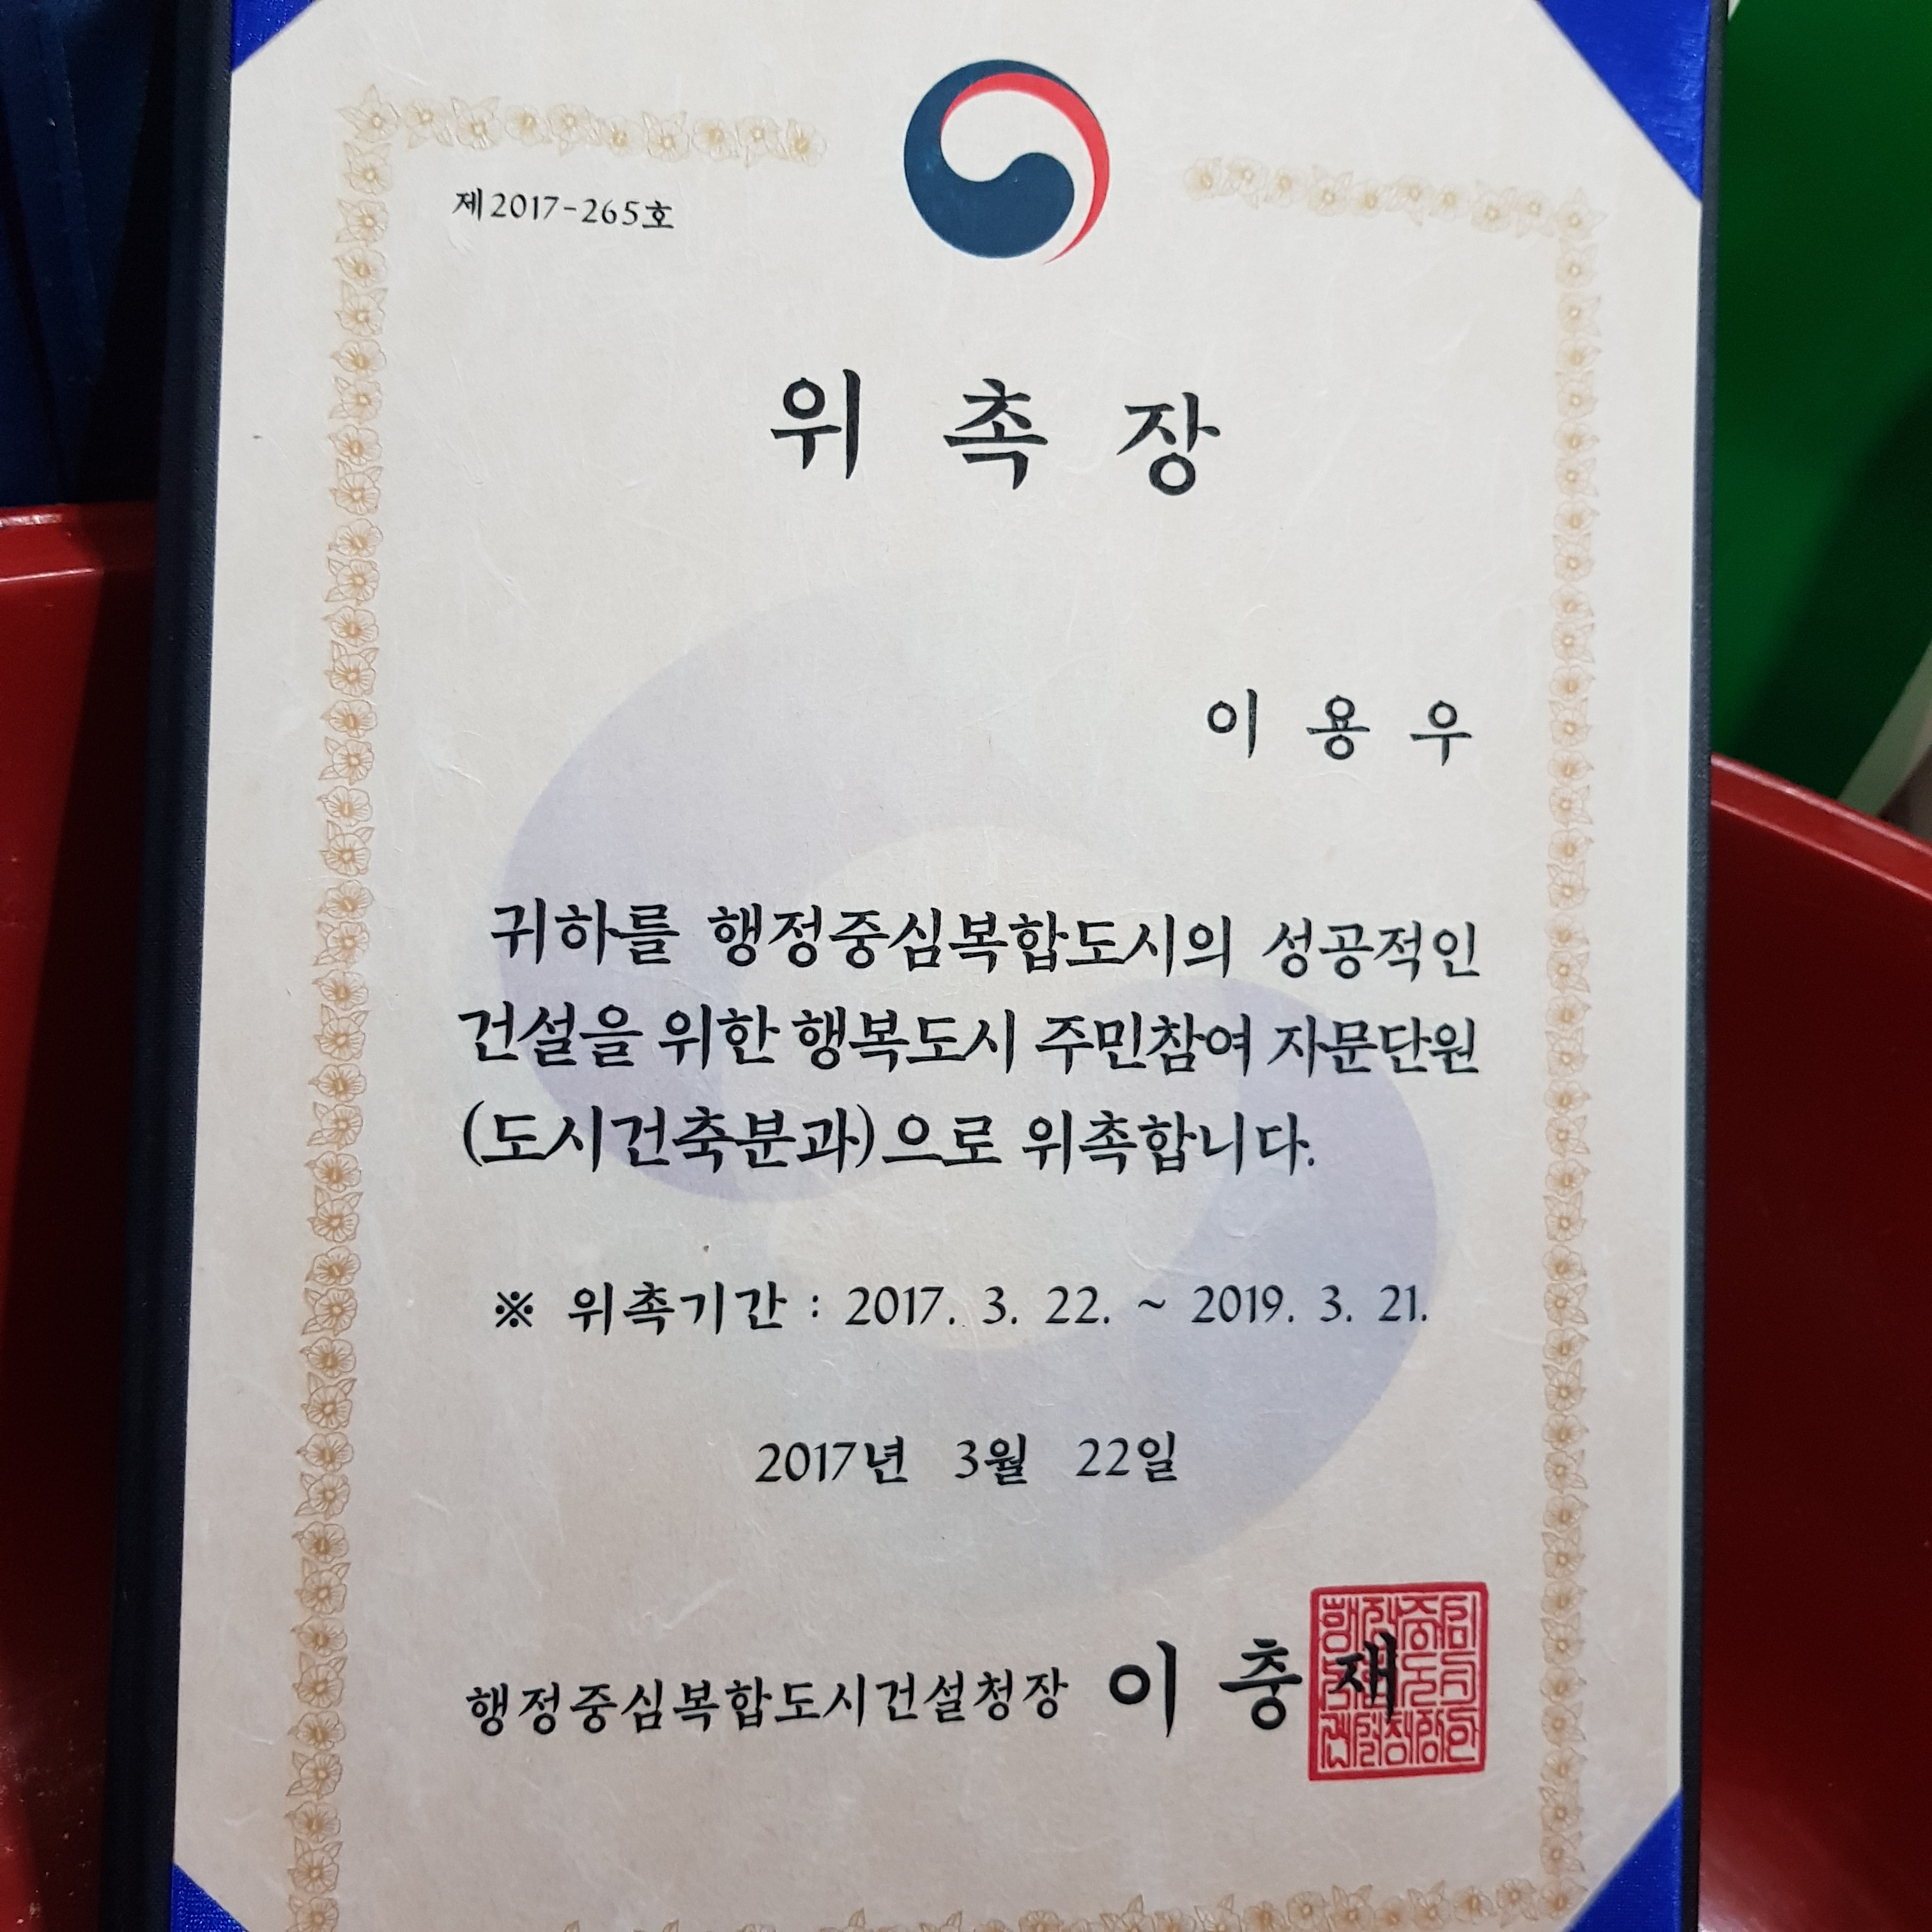 제2017-265호
위촉장
이용우
귀하를 행정중심복합도시의 성공적인
건설을 위한 행복도시 주민참여 자문단원
(도시건축분과)으로 위촉합니다.
※ 위촉기간 : 2017. 3. 22. ~ 2019. 3. 21.
2017년 3월 22일
행정중심복합도시건설청장 이충재